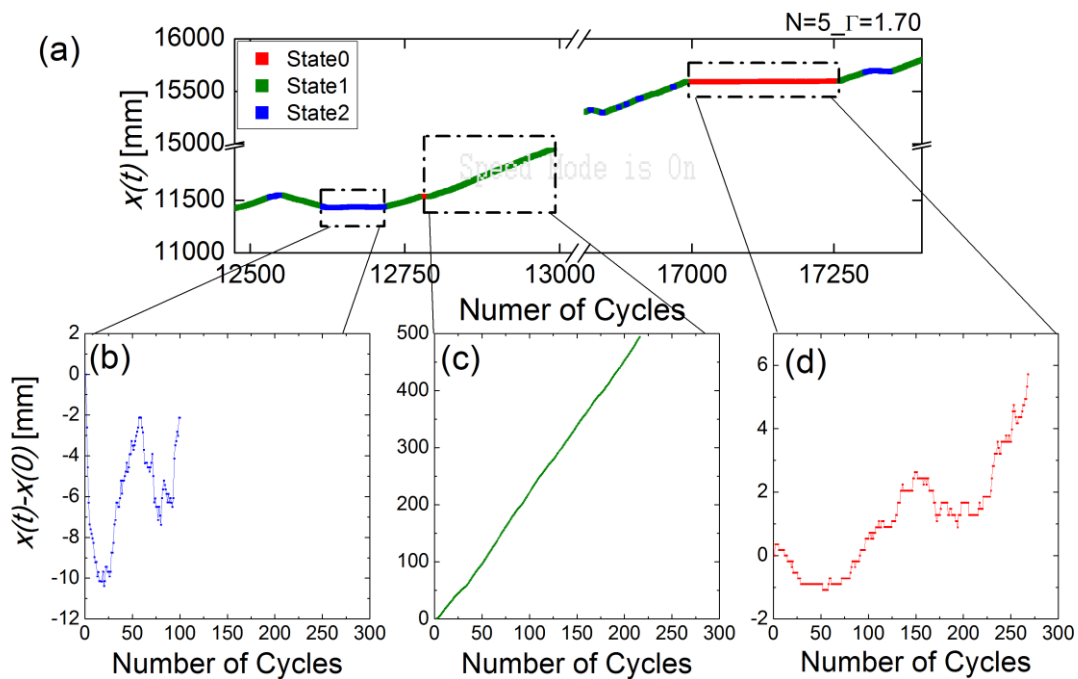 N=5_Γ=1.70
(a)
State0
State1
State2
16000
15500
15000
11500
11000
x(t) [mm]
Speed Mode is On
12500 12750 13000 17000 17250
Numer of Cycles
(b)
2
0
-2
-4
-6
-8
-10
-12
x(t)-x(0) [mm]
0 50 100 150 200 250 300
Number of Cycles
(c)
500
400
300
200
100
0
0 50 100 150 200 250 300
Number of Cycles
(d)
6
4
2
0
-2
0 50 100 150 200 250 300
Number of Cycles